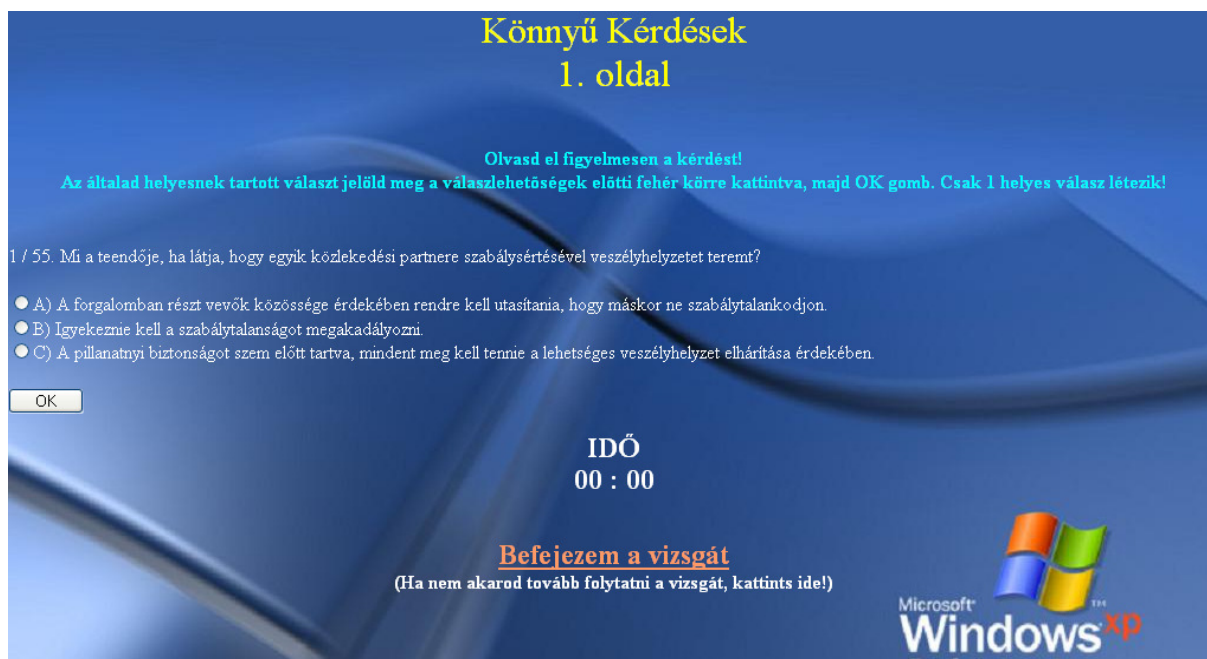 Könnyű Kérdések
1. oldal
Olvasd el figyelmesen a kérdést!
Az általad helyesnek tartott választ jelöld meg a válaszlehetőségek előtti fehér körre kattintva, majd OK gomb. Csak 1 helyes válasz létezik!
1 / 55. Mi a teendője, ha látja, hogy egyik közlekedési partnere szabálysértésével veszélyhelyzetet teremt?
A) A forgalomban részt vevők közössége érdekében rendre kell utasítania, hogy máskor ne szabálytalankodjon.
B) Igyekeznie kell a szabálytalanságot megakadályozni.
C) A pillanatnyi biztonságot szem előtt tartva, mindent meg kell tennie a lehetséges veszélyhelyzet elhárítása érdekében.
OK
IDŐ
00 : 00
Befejezem a vizsgát
(Ha nem akarod tovább folytatni a vizsgát, kattints ide!)
Microsoft
Windows xp